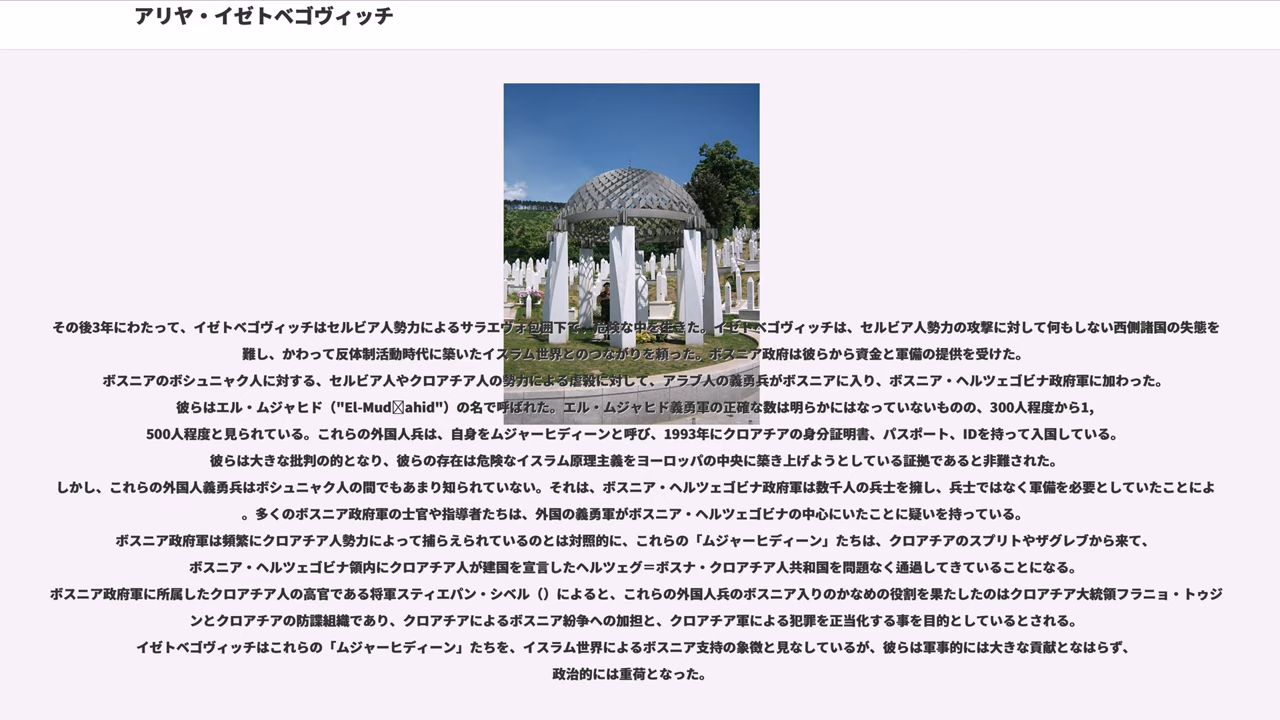 アリヤ・イゼトベゴヴィッチ
その後3年にわたって、イゼトベゴヴィッチはセルビア人勢力によるサラエヴォ包囲下で、危険な中を生きた。イゼトベゴヴィッチは、セルビア人勢力の攻撃に対して何もしない西側諸国の失態を
難し、かわって反体制活動時代に築いたイスラム世界とのつながりを頼った。ボスニア政府は彼らから資金と軍備の提供を受けた。
ボスニアのボシュニャク人に対する、セルビア人やクロアチア人の勢力による虐殺に対して、アラブ人の義勇兵がボスニアに入り、ボスニア・ヘルツェゴビナ政府軍に加わった。
彼らはエル・ムジャヒド（"El-Mud□ahid"）の名で呼ばれた。エル・ムジャヒド義勇軍の正確な数は明らかにはなっていないものの、300人程度から1,
500人程度と見られている。これらの外国人兵は、自身をムジャーヒディーンと呼び、1993年にクロアチアの身分証明書、パスポート、IDを持って入国している。
彼らは大きな批判の的となり、彼らの存在は危険なイスラム原理主義をヨーロッパの中央に築き上げようとしている証拠であると非難された。
しかし、これらの外国人義勇兵はボシュニャク人の間でもあまり知られていない。それは、ボスニア・ヘルツェゴビナ政府軍は数千人の兵士を擁し、兵士ではなく軍備を必要としていたことによ
。多くのボスニア政府軍の士官や指導者たちは、外国の義勇軍がボスニア・ヘルツェゴビナの中心にいたことに疑いを持っている。
ボスニア政府軍は頻繁にクロアチア人勢力によって捕らえられているのとは対照的に、これらの「ムジャーヒディーン」たちは、クロアチアのスプリトやザグレブから来て、
ボスニア・ヘルツェゴビナ領内にクロアチア人が建国を宣言したヘルツェグ＝ボスナ・クロアチア人共和国を問題なく通過してきていることになる。
ボスニア政府軍に所属したクロアチア人の高官である将軍スティエパン・シベル（）によると、これらの外国人兵のボスニア入りのかなめの役割を果たしたのはクロアチア大統領フラニョ・トゥジ
ンとクロアチアの防諜組織であり、クロアチアによるボスニア紛争への加担と、クロアチア軍による犯罪を正当化する事を目的としているとされる。
イゼトベゴヴィッチはこれらの「ムジャーヒディーン」たちを、イスラム世界によるボスニア支持の象徴と見なしているが、彼らは軍事的には大きな貢献となはらず、
政治的には重荷となった。